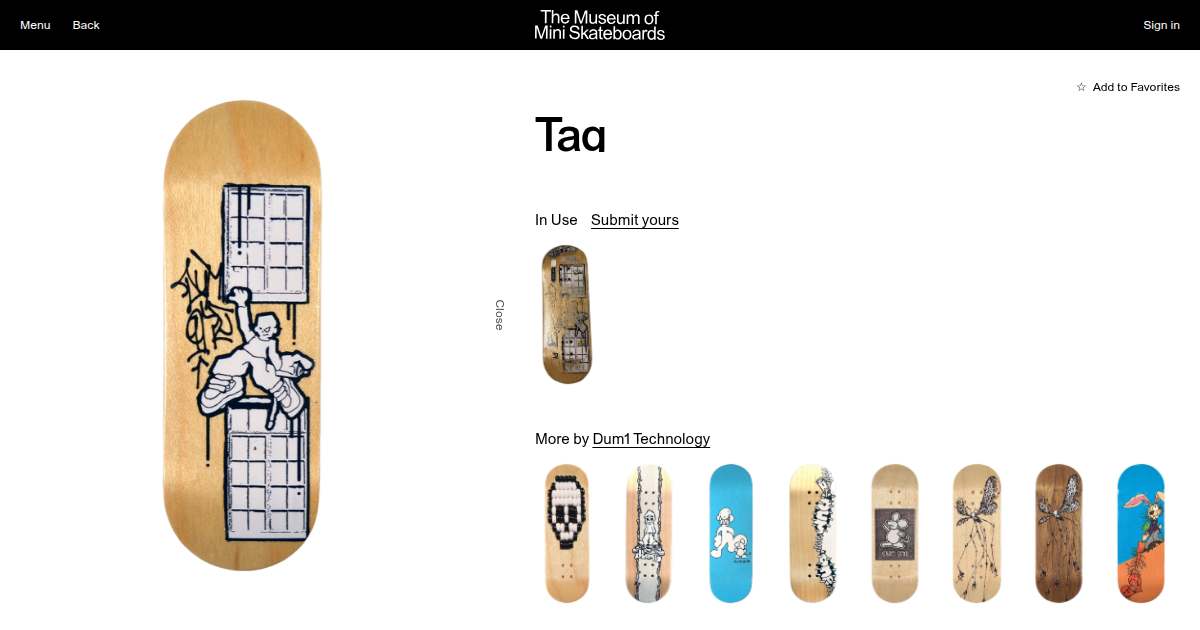 Menu
Back
The Museum of
Mini Skateboards
Sign in
☆ Add to Favorites
Tag
In Use
Submit yours
Close
More by Dum1 Technology